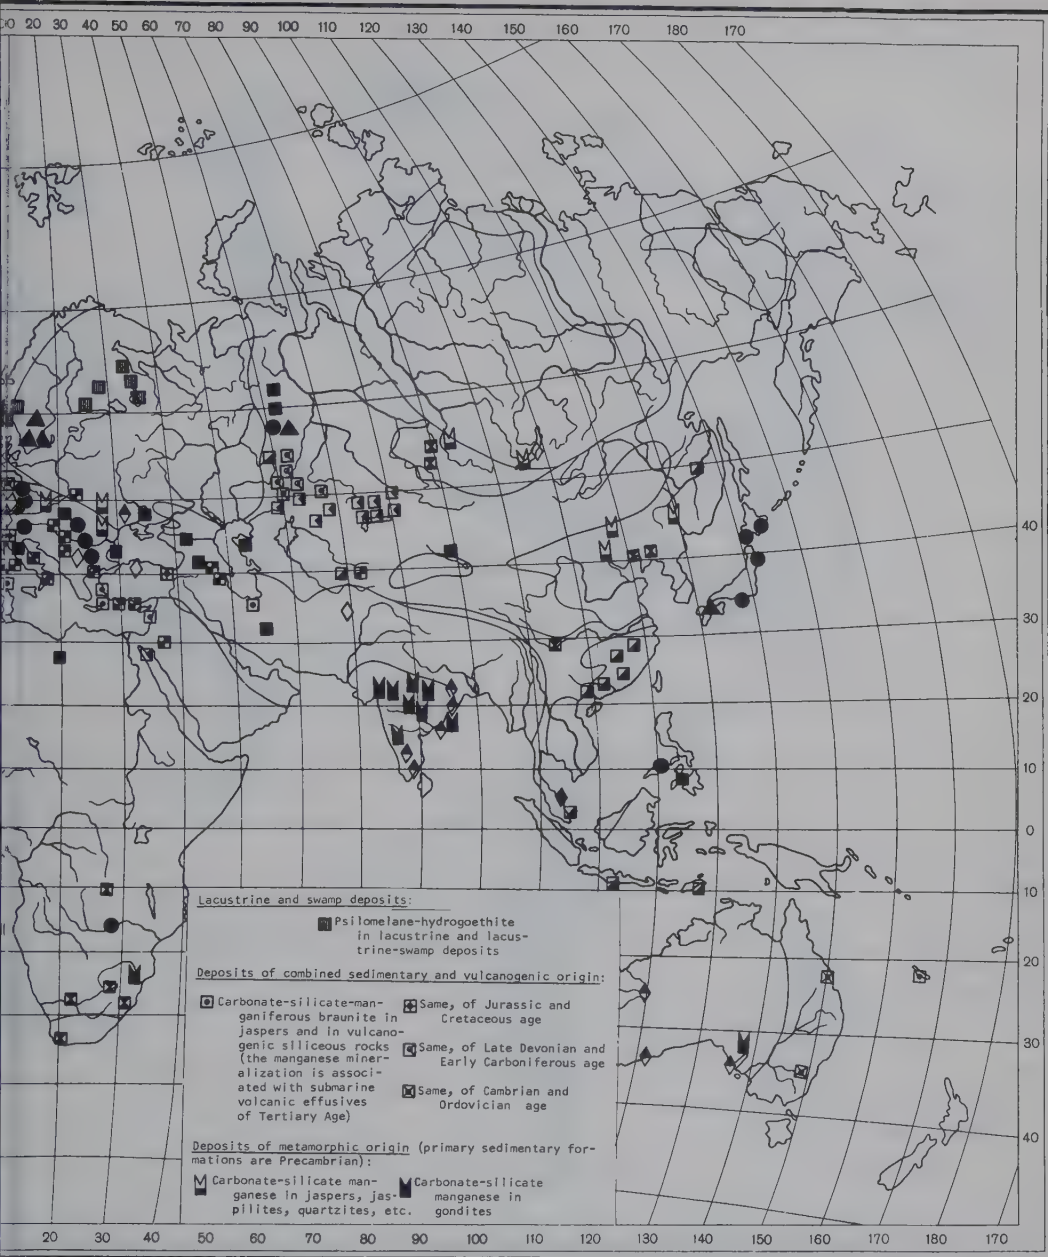 20 30 40 50 60 70 80 90 100 110 120 130 140 150 160 170 180 170
40
30
20
10
0
10
20
30
40
Lacustrine and swamp deposits:
Psilomelane-hydrogoethite
in lacustrine and lacus-
trine-swamp deposits
Deposits of combined sedimentary and vulcanogenic origin:
Carbonate-silicate-man-
ganiferous braunite in
jaspers and in vulcano-
genic siliceous rocks
(the manganese miner-
alization is associ-
ated with submarine
volcanic effusives
of Tertiary Age)
Same, of Jurassic and
Cretaceous age
Same, of Late Devonian and
Early Carboniferous age
Same, of Cambrian and
Ordovician age
Deposits of metamorphic origin (primary sedimentary for-
mations are Precambrian):
Carbonate-silicate man-
ganese in jaspers, jas-
pilites, quartzites, etc.
Carbonate-silicate
manganese in
gondites
20 30 40 50 60 70 80 90 100 110 120 130 140 150 160 170 180 170